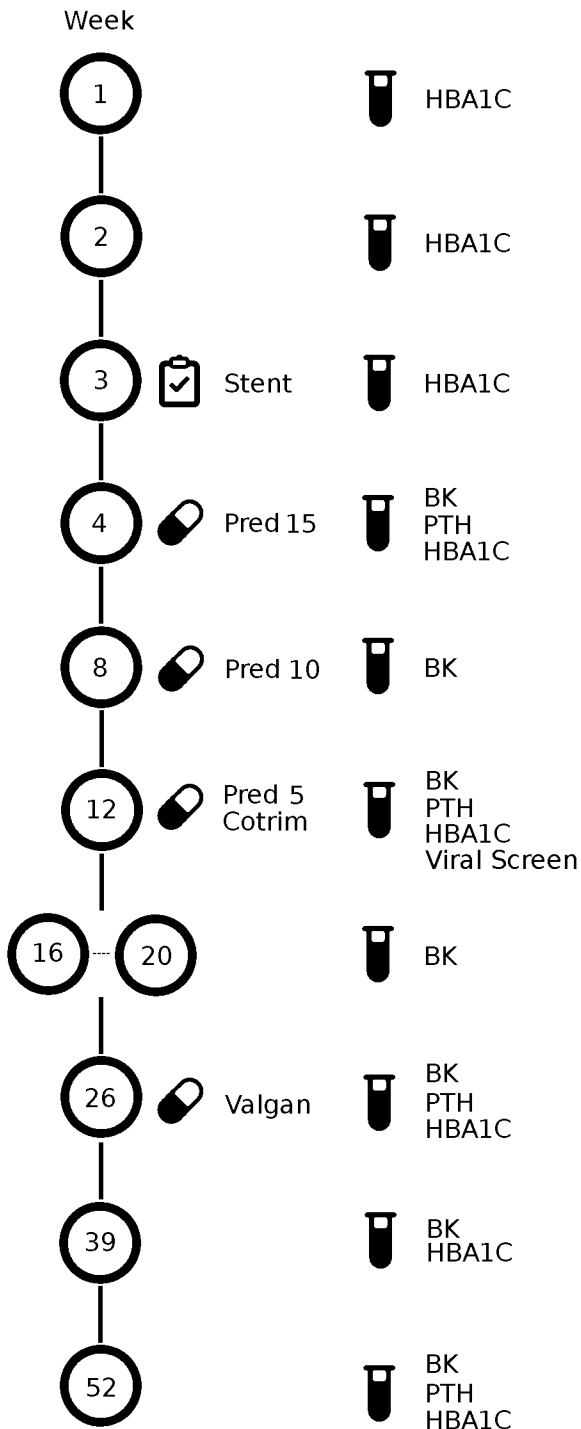 Week
1
HBA1C
2
HBA1C
3
Stent
HBA1C
4
Pred 15
BK
PTH
HBA1C
8
Pred 10
BK
12
Pred 5
Cotrim
BK
PTH
HBA1C
Viral Screen
16
20
BK
26
Valgan
BK
PTH
HBA1C
39
BK
HBA1C
52
BK
PTH
HBA1C